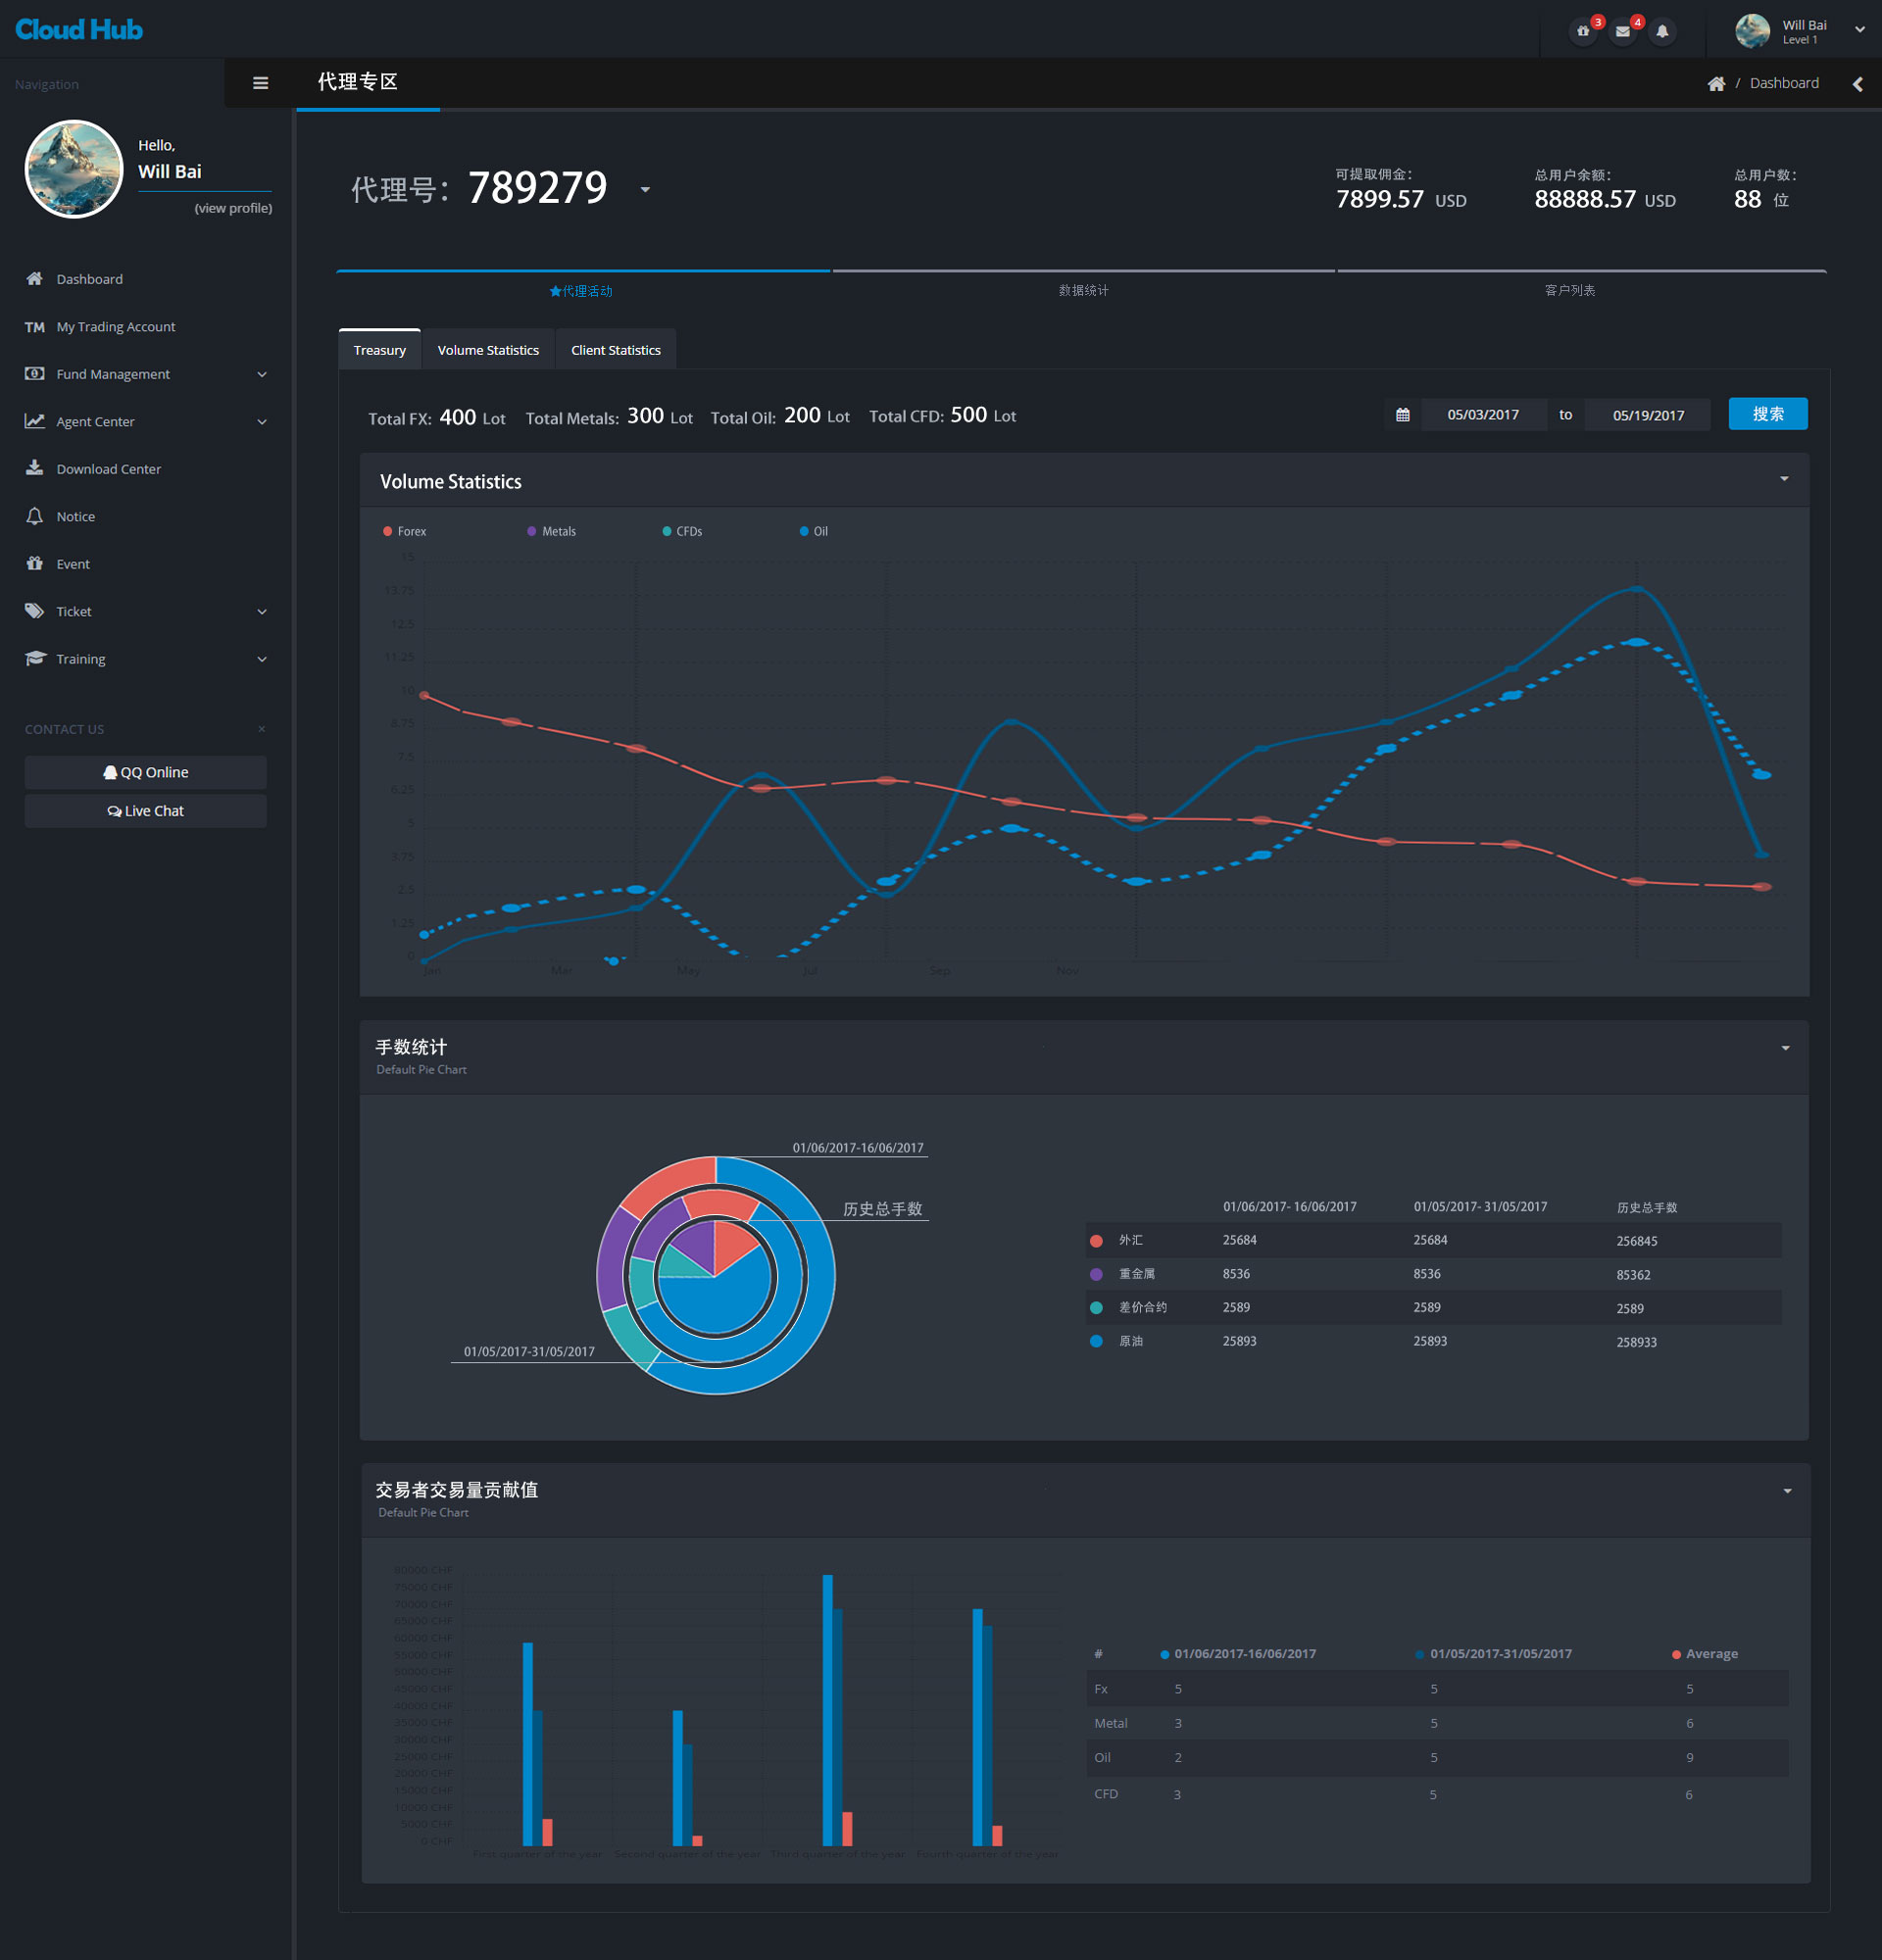 Cloud Hub
3
4
Will Bai
Level 1
Navigation
代理专区
/ Dashboard
Hello,
Will Bai
(view profile)
Dashboard
TM My Trading Account
Fund Management
Agent Center
Download Center
Notice
Event
Ticket
Training
CONTACT US ×
QQ Online
Live Chat
代理号: 789279
可提取佣金:
7899.57 USD
总用户余额:
88888.57 USD
总用户数:
88 位
★代理活动
数据统计
客户列表
Treasury
Volume Statistics
Client Statistics
Total FX: 400 Lot
Total Metals: 300 Lot
Total Oil: 200 Lot
Total CFD: 500 Lot
05/03/2017 to 05/19/2017
搜索
Volume Statistics
Forex
Metals
CFDs
Oil
15
13.75
12.5
11.25
10
8.75
7.5
6.25
5
3.75
2.5
1.25
0
Jan Mar May Jul Sep Nov
手数统计
Default Pie Chart
01/06/2017-16/06/2017
历史总手数
01/05/2017-31/05/2017
01/06/2017- 16/06/2017 01/05/2017- 31/05/2017 历史总手数
外汇 25684 25684 256845
重金属 8536 8536 85362
差价合约 2589 2589 2589
原油 25893 25893 258933
交易者交易量贡献值
Default Pie Chart
80000 CHF
75000 CHF
70000 CHF
65000 CHF
60000 CHF
55000 CHF
50000 CHF
45000 CHF
40000 CHF
35000 CHF
30000 CHF
25000 CHF
20000 CHF
15000 CHF
10000 CHF
5000 CHF
0 CHF
First quarter of the year Second quarter of the year Third quarter of the year Fourth quarter of the year
# 01/06/2017-16/06/2017 01/05/2017-31/05/2017 Average
Fx 5 5 5
Metal 3 5 6
Oil 2 5 9
CFD 3 5 6